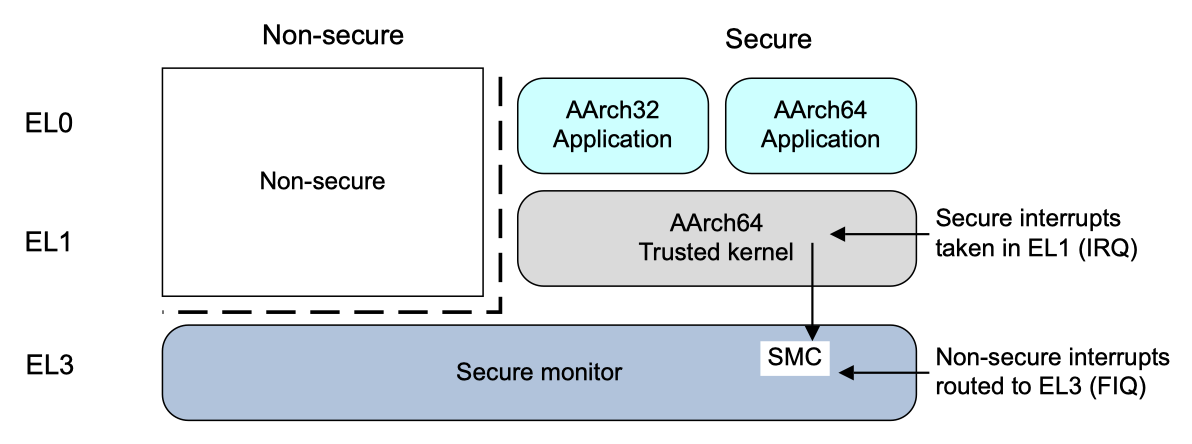 Non-secure
Secure
EL0
Non-secure
AArch32
Application
AArch64
Application
EL1
AArch64
Trusted kernel
Secure interrupts
taken in EL1 (IRQ)
EL3
Secure monitor
SMC
Non-secure interrupts
routed to EL3 (FIQ)